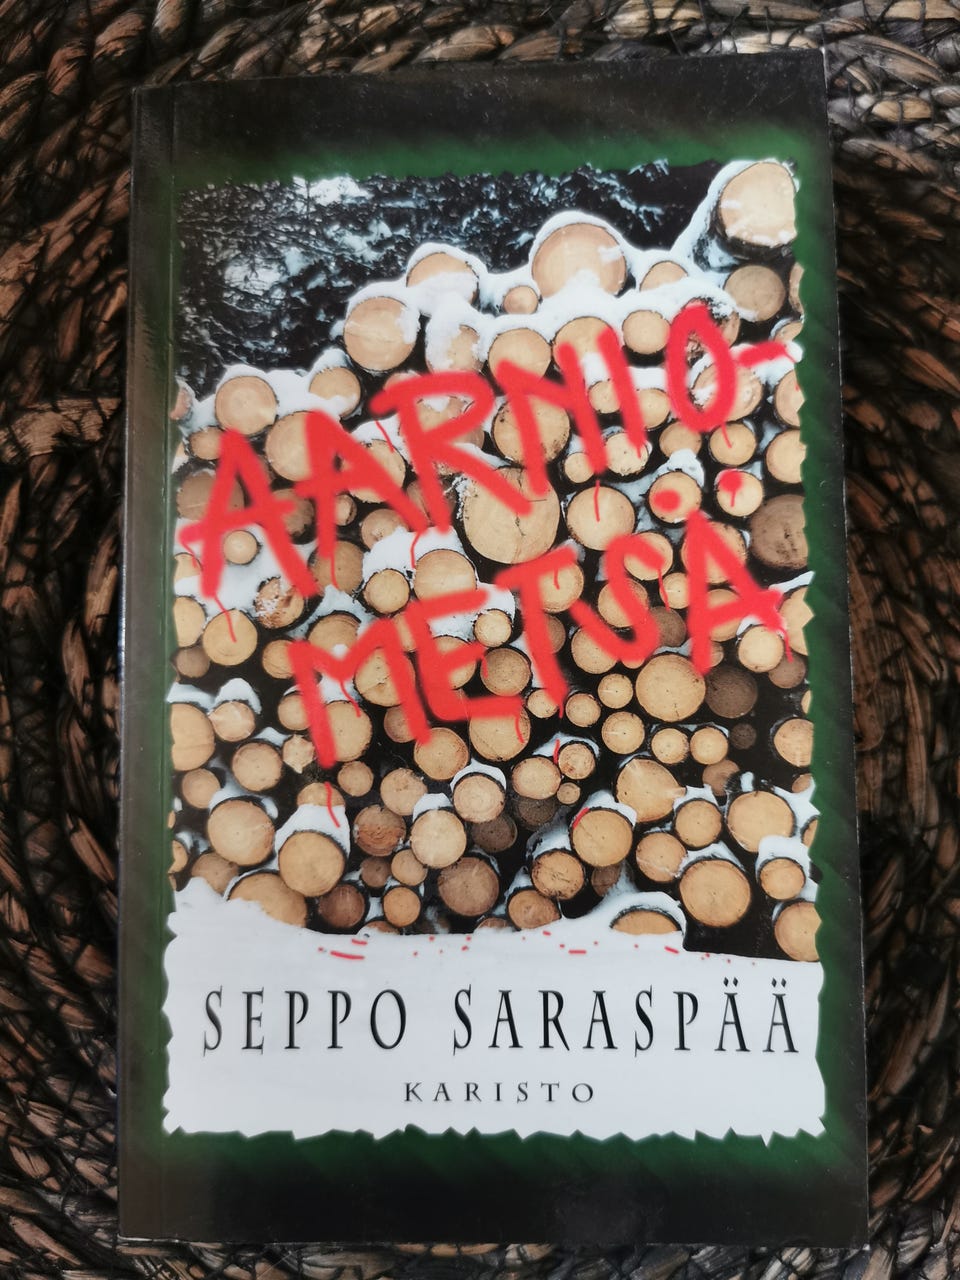 AARNIO-
METSÄ
SEPPO SARASPÄÄ
KARISTO